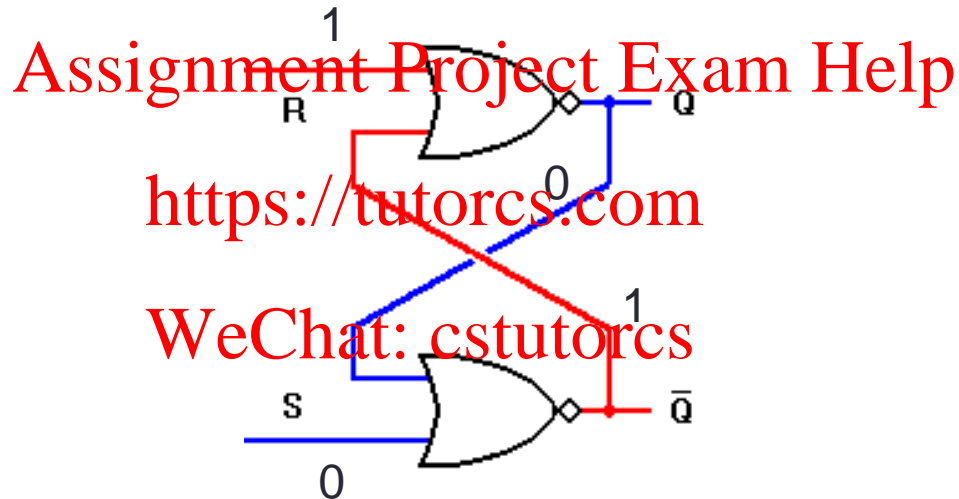 1
Assignment Project Exam Help
R
Q
0
https://tutorcs.com
1
WeChat: cstutorcs
S
Q̅
0